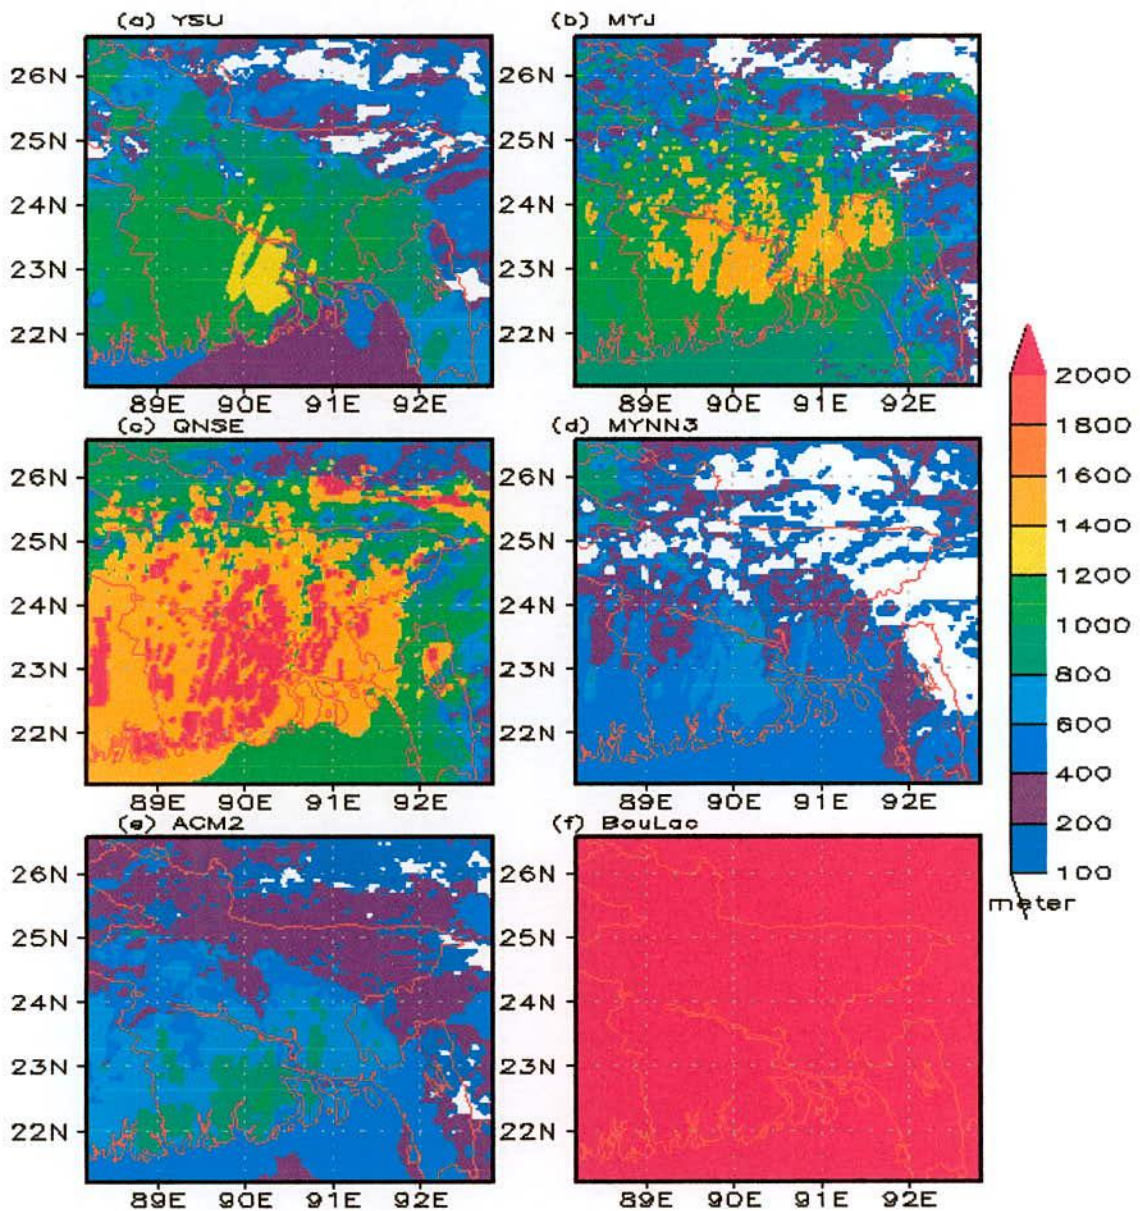 (a) YSU
(b) MYJ
26N
25N
24N
23N
22N
89E 90E 91E 92E
26N
25N
24N
23N
22N
89E 90E 91E 92E
(c) QNSE
(d) MYNN3
26N
25N
24N
23N
22N
89E 90E 91E 92E
26N
25N
24N
23N
22N
89E 90E 91E 92E
(e) ACM2
(f) BouLac
26N
25N
24N
23N
22N
89E 90E 91E 92E
26N
25N
24N
23N
22N
89E 90E 91E 92E
2000
1800
1600
1400
1200
1000
800
600
400
200
100
meter